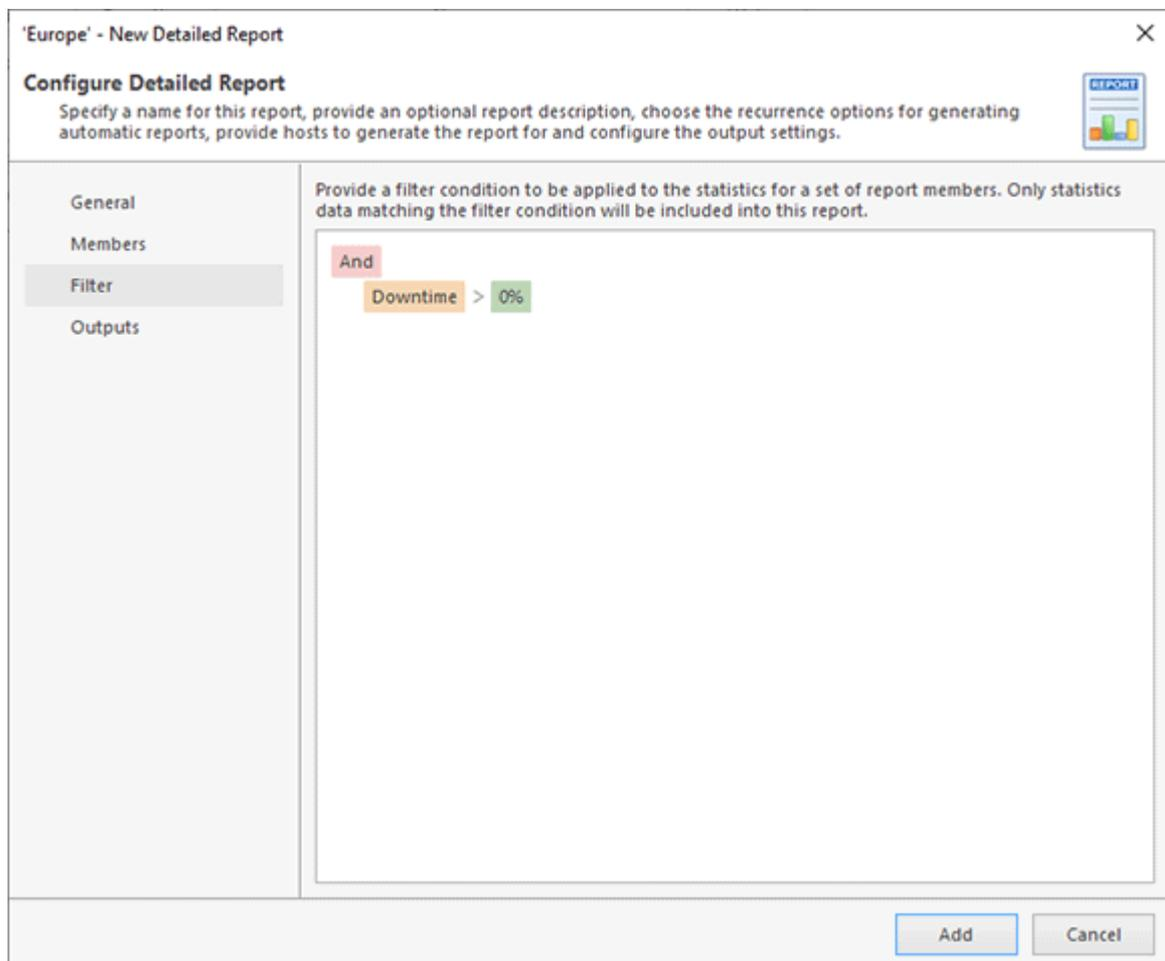 'Europe' - New Detailed Report
Configure Detailed Report
Specify a name for this report, provide an optional report description, choose the recurrence options for generating
automatic reports, provide hosts to generate the report for and configure the output settings.
REPORT
General
Members
Filter
Outputs
Provide a filter condition to be applied to the statistics for a set of report members. Only statistics
data matching the filter condition will be included into this report.
And
Downtime > 0%
Add Cancel